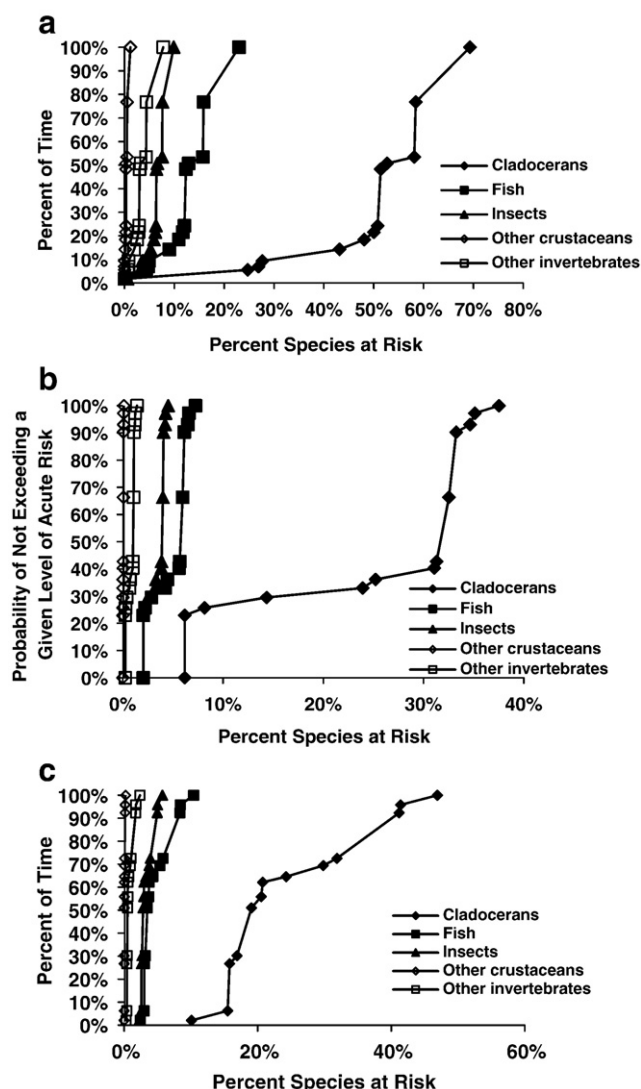 a
100%
90%
80%
70%
60%
50%
40%
30%
20%
10%
0%
Percent of Time
0% 10% 20% 30% 40% 50% 60% 70% 80%
Percent Species at Risk
Cladocerans
Fish
Insects
Other crustaceans
Other invertebrates
b
100%
90%
80%
70%
60%
50%
40%
30%
20%
10%
0%
Probability of Not Exceeding a
Given Level of Acute Risk
0% 10% 20% 30% 40%
Percent Species at Risk
Cladocerans
Fish
Insects
Other crustaceans
Other invertebrates
c
100%
90%
80%
70%
60%
50%
40%
30%
20%
10%
0%
Percent of Time
0% 20% 40% 60%
Percent Species at Risk
Cladocerans
Fish
Insects
Other crustaceans
Other invertebrates